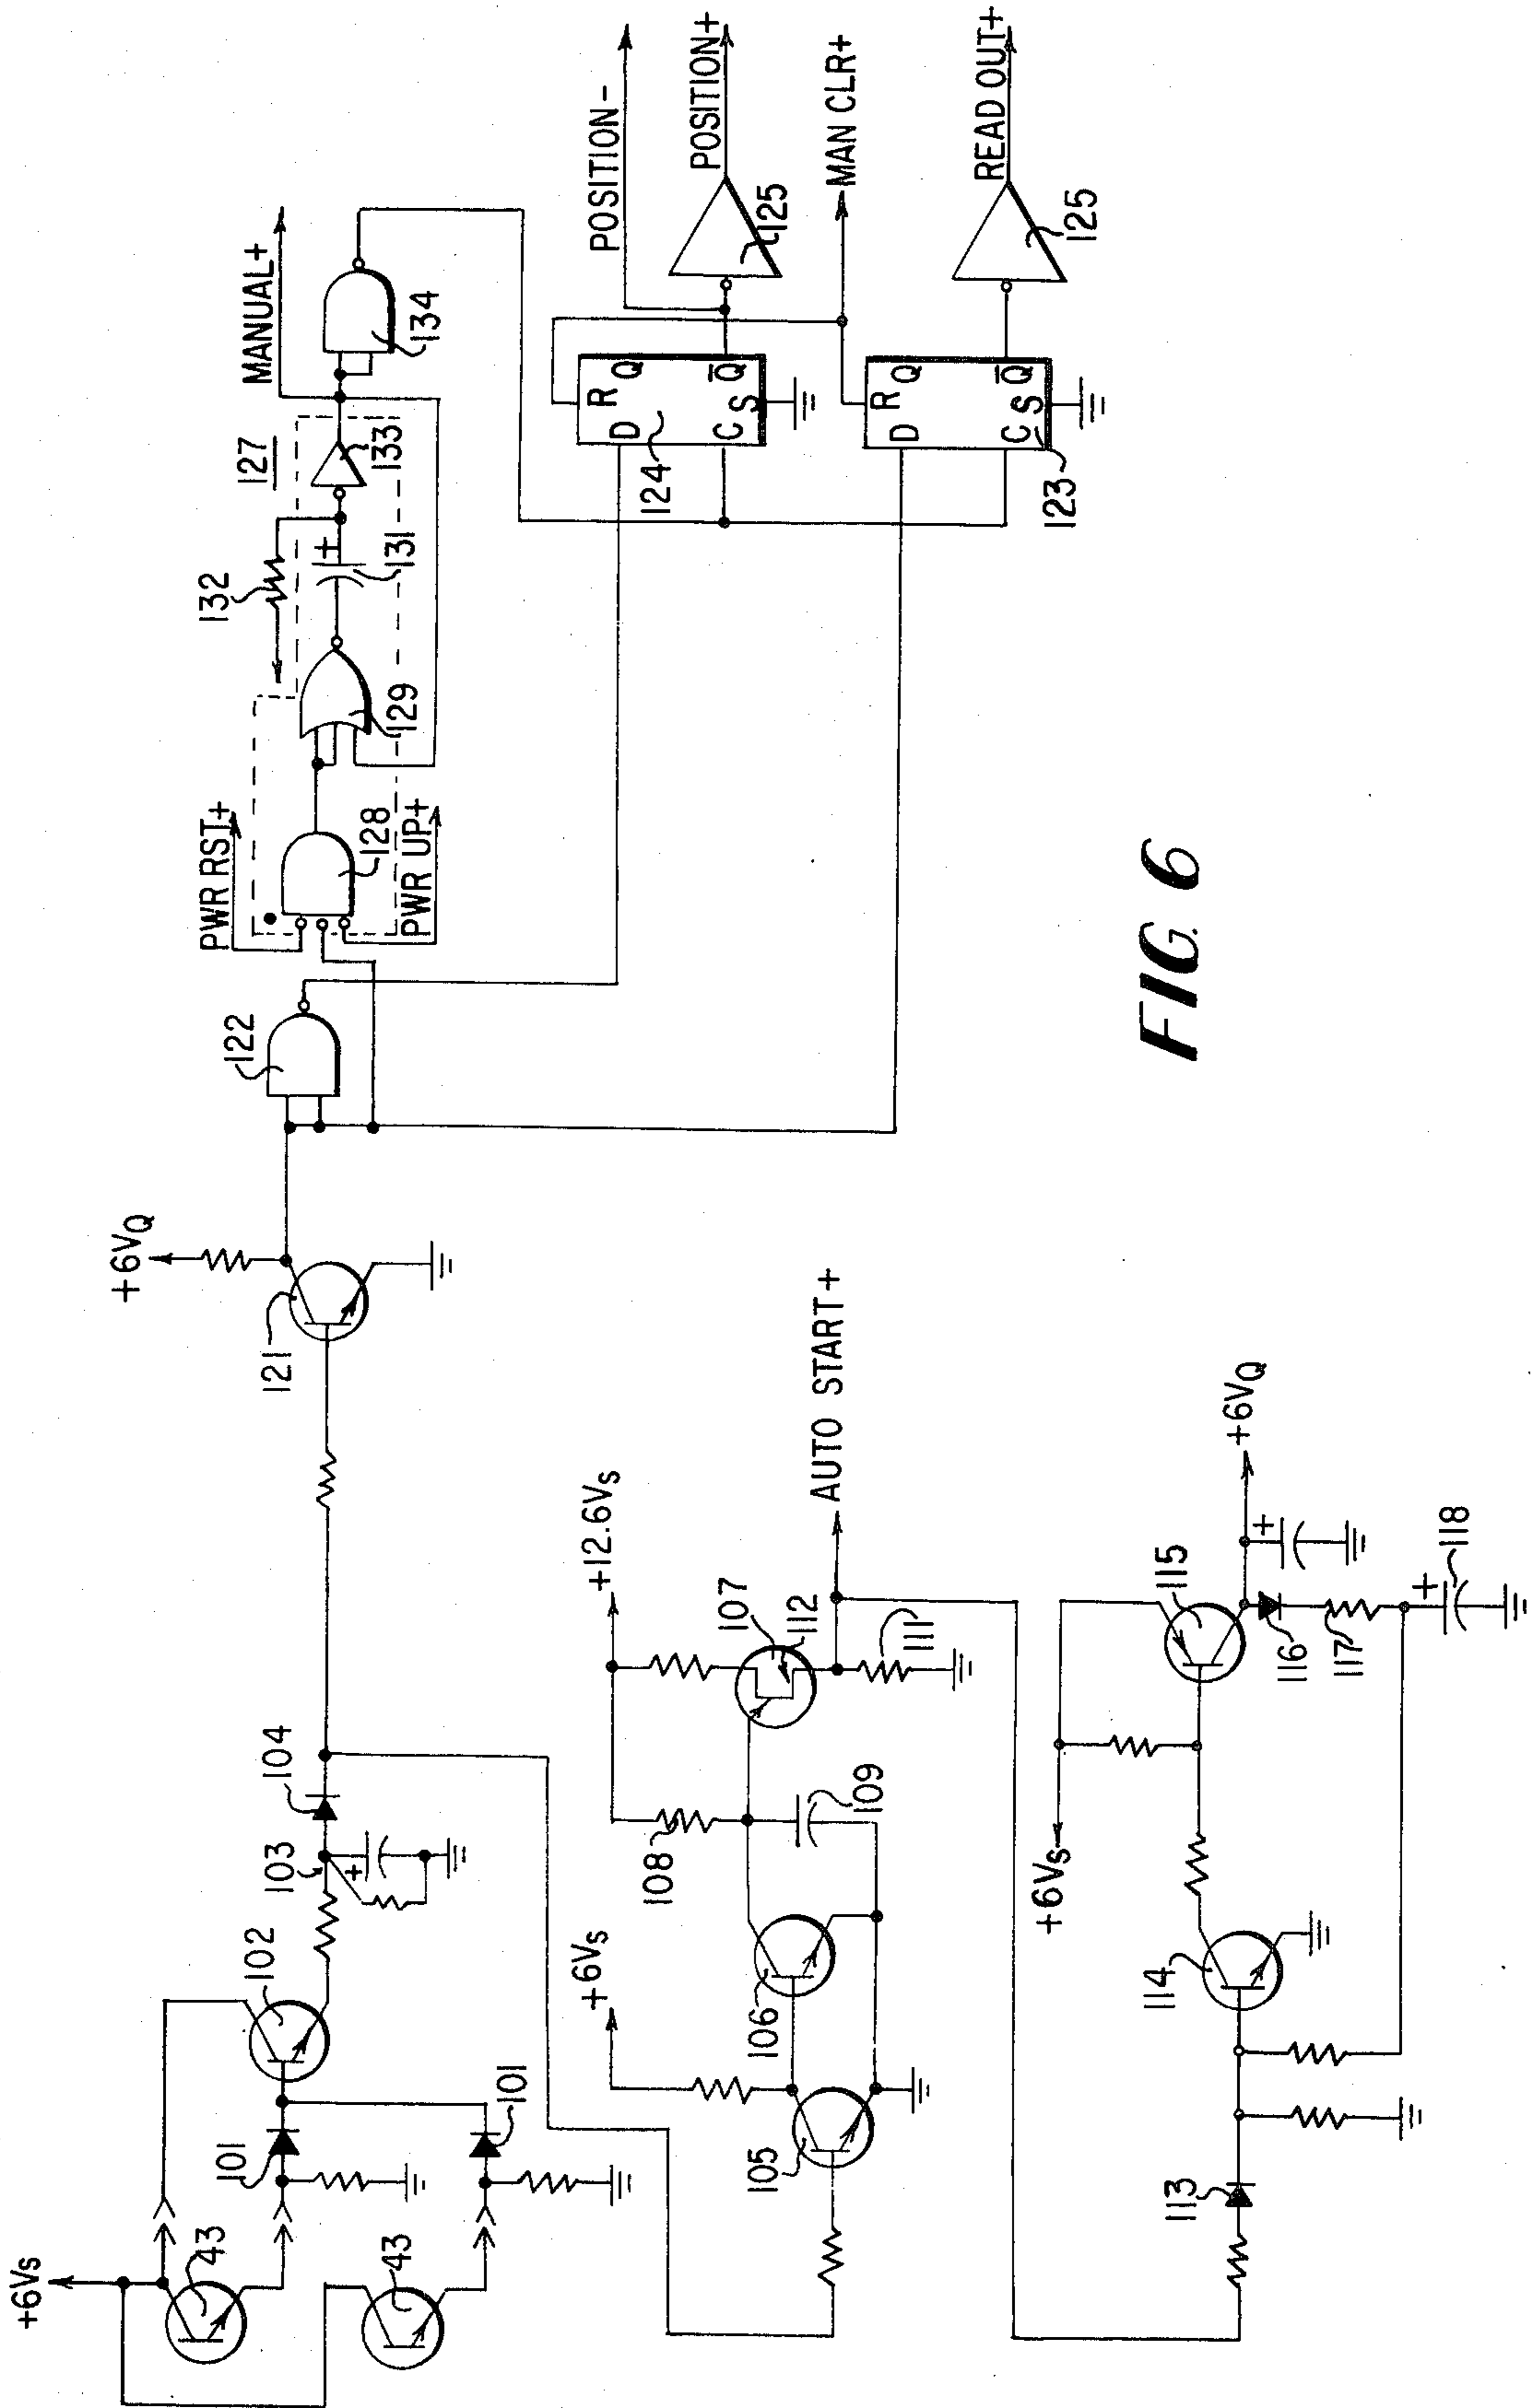 +6Vs
43
43
101
101
102
103
104
121
+6VQ
122
PWR RST+
128
PWR UP+
129
132
131
127
133
MANUAL+
134
POSITION-
POSITION+
125
MAN CLR+
READ OUT+
125
R
D
Q
C
S
Q̅
124
R
D
Q
C
S
Q̅
123
+6Vs
105
106
108
109
+12.6Vs
107
112
111
AUTO START+
113
114
+6Vs
115
116
117
118
+6VQ
FIG. 6